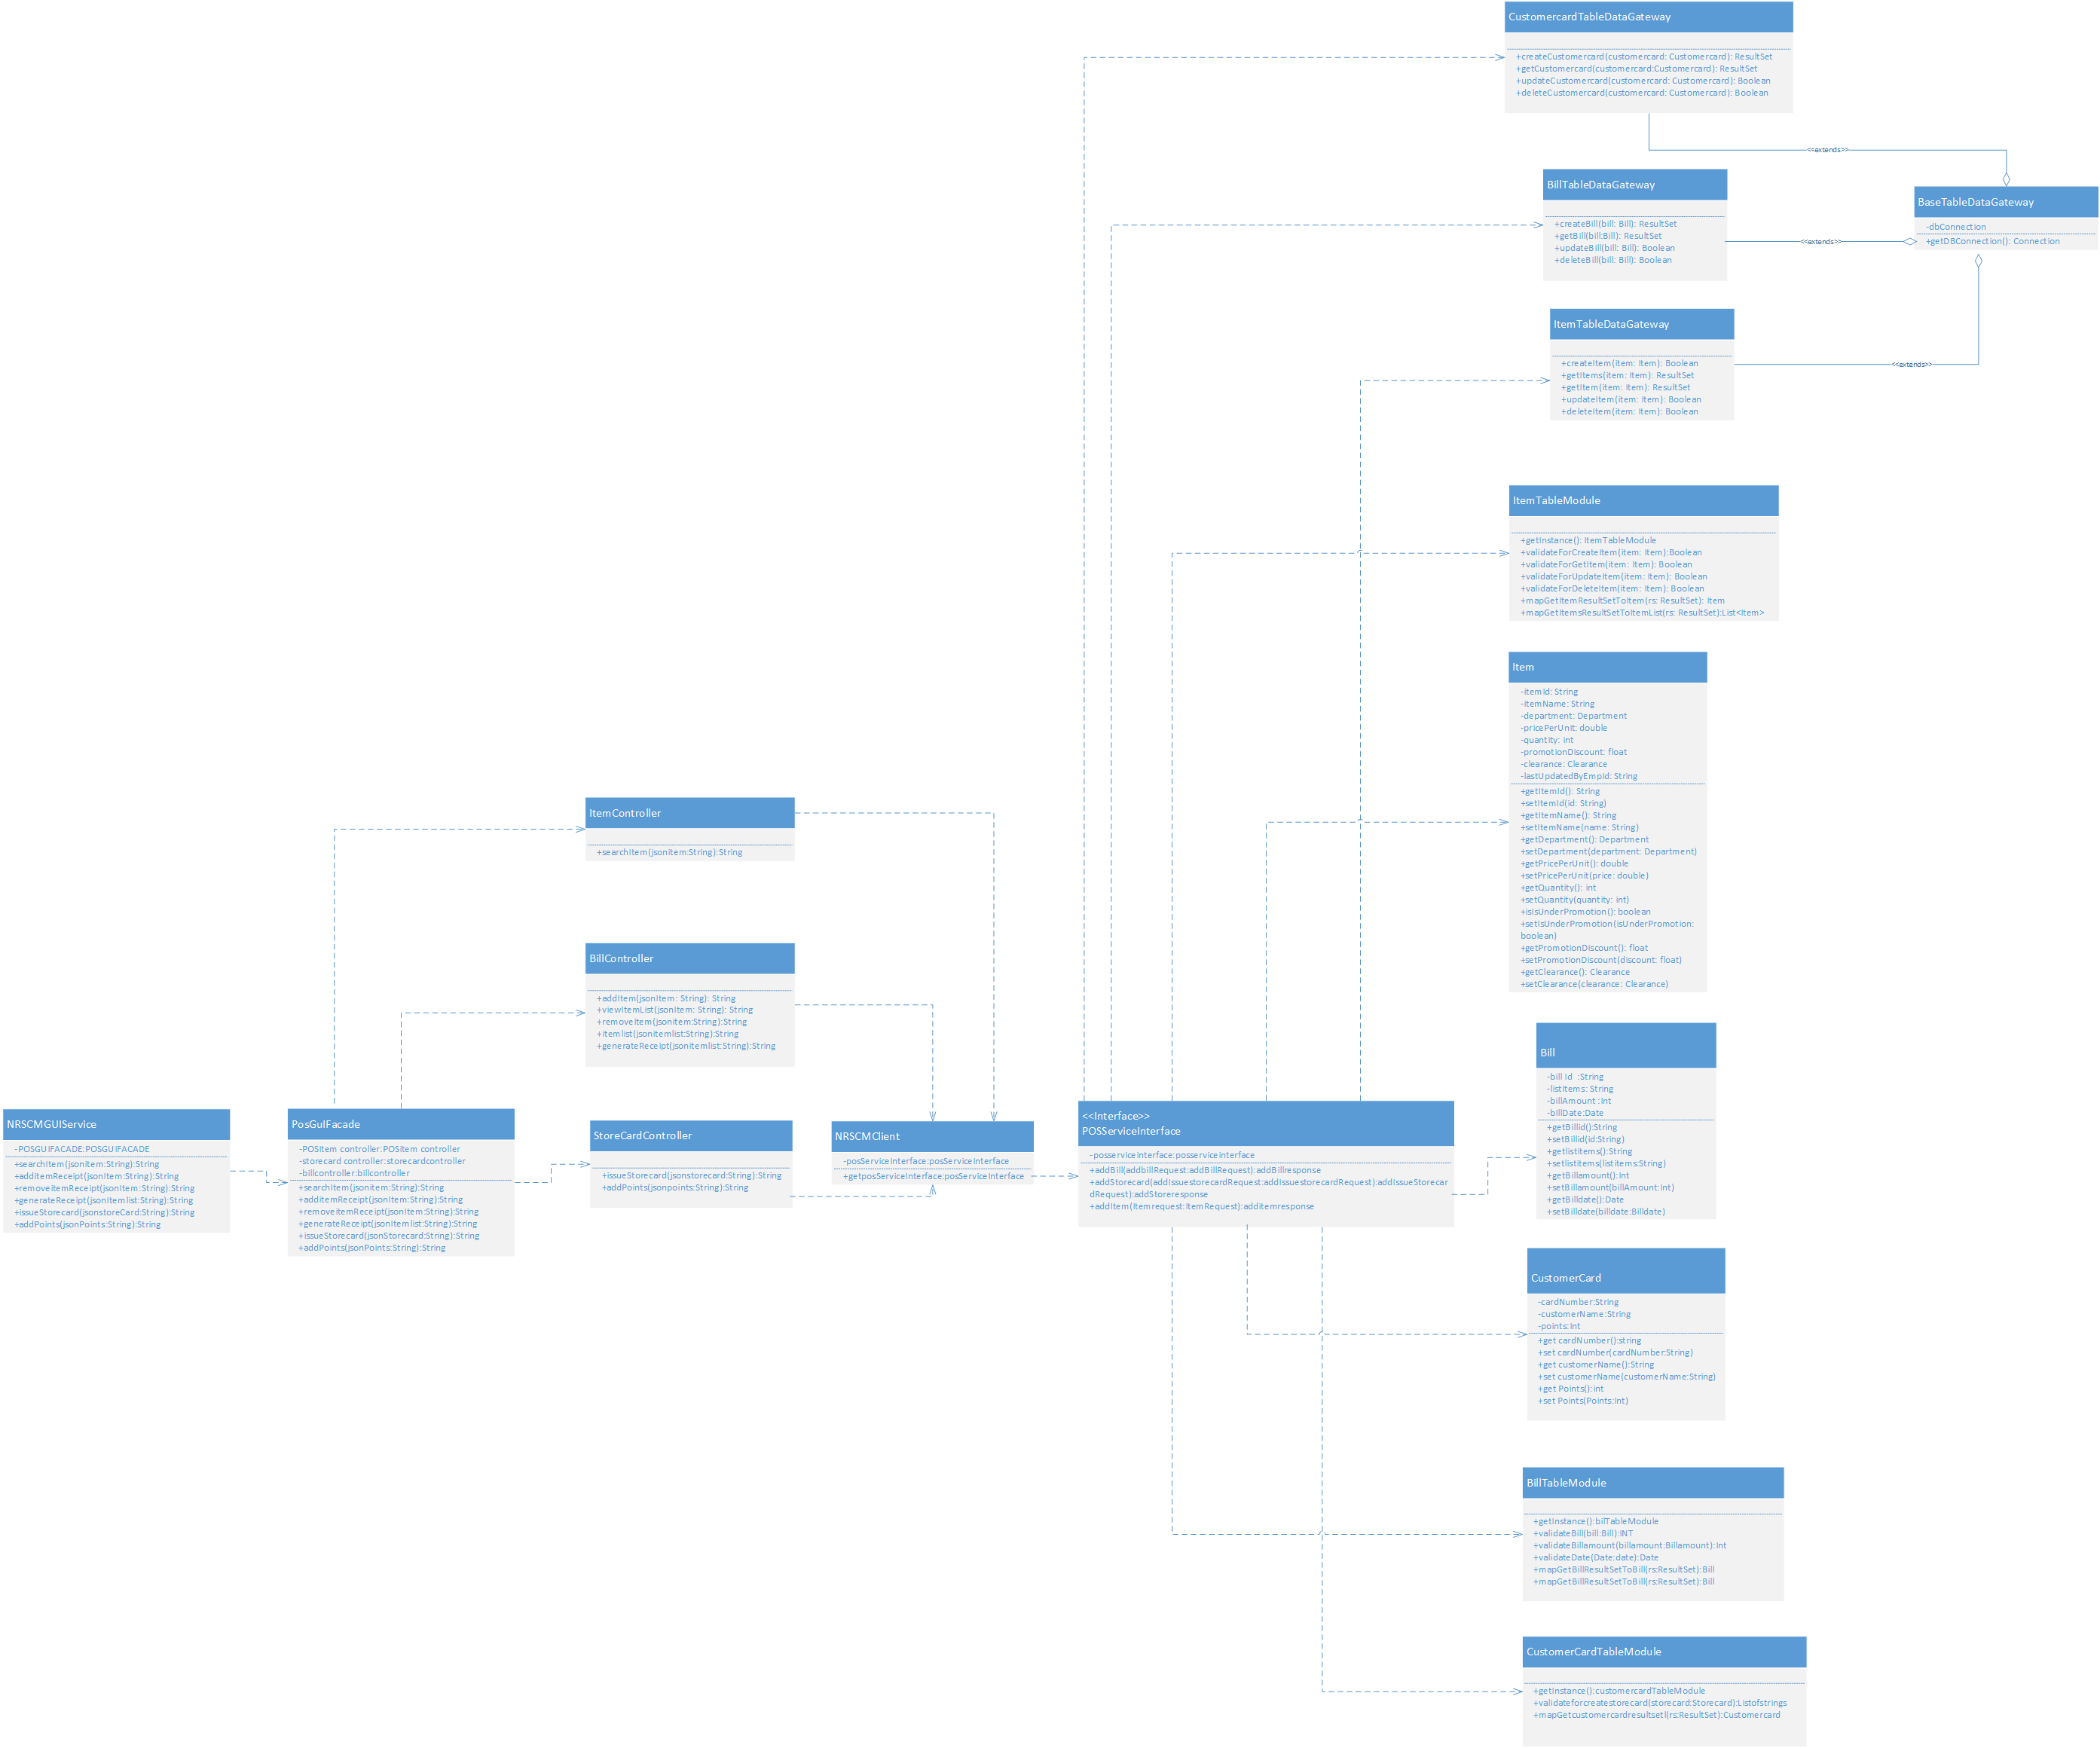 CustomercardTableDataGateway
+createCustomercard(customercard: Customercard): ResultSet
+getCustomercard(customercard:Customercard): ResultSet
+updateCustomercard(customercard: Customercard): Boolean
+deleteCustomercard(customercard: Customercard): Boolean
<<extends>>
BillTableDataGateway
+createBill(bill: Bill): ResultSet
+getBill(bill:Bill): ResultSet
+updateBill(bill: Bill): Boolean
+deleteBill(bill: Bill): Boolean
<<extends>>
BaseTableDataGateway
-dbConnection
+getDBConnection(): Connection
ItemTableDataGateway
+createItem(item: Item): Boolean
+getItems(item: Item): ResultSet
+getItem(item: Item): ResultSet
+updateItem(item: Item): Boolean
+deleteItem(item: Item): Boolean
<<extends>>
ItemTableModule
+getInstance(): ItemTableModule
+validateForCreateItem(item: Item):Boolean
+validateForGetItem(item: Item): Boolean
+validateForUpdateItem(item: Item): Boolean
+validateForDeleteItem(item: Item): Boolean
+mapGetItemResultSetToItem(rs: ResultSet): Item
+mapGetItemsResultSetToItemList(rs: ResultSet):List<Item>
Item
-itemId: String
-itemName: String
-department: Department
-pricePerUnit: double
-quantity: int
-promotionDiscount: float
-clearance: Clearance
-lastUpdatedByEmpId: String
+getItemId(): String
+setItemId(id: String)
+getItemName(): String
+setItemName(name: String)
+getDepartment(): Department
+setDepartment(department: Department)
+getPricePerUnit(): double
+setPricePerUnit(price: double)
+getQuantity(): int
+setQuantity(quantity: int)
+isIsUnderPromotion(): boolean
+setIsUnderPromotion(isUnderPromotion:
boolean)
+getPromotionDiscount(): float
+setPromotionDiscount(discount: float)
+getClearance(): Clearance
+setClearance(clearance: Clearance)
ItemController
+searchItem(jsonitem:String):String
BillController
+addItem(jsonItem: String): String
+viewItemList(jsonItem: String): String
+removeItem(jsonitem:String):String
+itemlist(jsonitemlist:String):String
+generateReceipt(jsonitemlist:String):String
NRSCMGUIService
-POSGUIFACADE:POSGUIFACADE
+searchItem(jsonitem:String):String
+additemReceipt(jsonItem:String):String
+removeItemReceipt(jsonItem:String):String
+generateReceipt(jsonItemlist:String):String
+issueStorecard(jsonstoreCard:String):String
+addPoints(jsonPoints:String):String
PosGuIFacade
-POSItem controller:POSitem controller
-storecard controller:storecardcontroller
-billcontroller:billcontroller
+searchItem(jsonitem:String):String
+additemReceipt(jsonItem:String):String
+removeItemReceipt(jsonItem:String):String
+generateReceipt(jsonItemlist:String):String
+issueStorecard(jsonStorecard:String):String
+addPoints(jsonPoints:String):String
StoreCardController
+issueStorecard(jsonstorecard:String):String
+addPoints(jsonpoints:String):String
NRSCMClient
-posServiceInterface:posServiceInterface
+getposServiceInterface:posServiceInterface
<<Interface>>
POSServiceInterface
-posserviceinterface:posserviceinterface
+addBill(addbillRequest:addBillRequest):addBillresponse
+addStorecard(addIssuestorecardRequest:addIssuestorecardRequest):addIssueStorecar
dRequest):addStoreresponse
+addItem(Itemrequest:ItemRequest):additemresponse
Bill
-bill Id :String
-listItems: String
-billAmount :Int
-billDate:Date
+getBillid():String
+setBillid(id:String)
+getlistitems():String
+setlistitems(listitems:String)
+getBillamount():Int
+setBillamount(billAmount:Int)
+getBilldate():Date
+setBilldate(billdate:Billdate)
CustomerCard
-cardNumber:String
-customerName:String
-points:Int
+get cardNumber():string
+set cardNumber(cardNumber:String)
+get customerName():String
+set customerName(customerName:String)
+get Points():int
+set Points(Points:Int)
BillTableModule
+getInstance():bilTableModule
+validateBill(bill:Bill):INT
+validateBillamount(billamount:Billamount):Int
+validateDate(Date:date):Date
+mapGetBillResultSetToBill(rs:ResultSet):Bill
+mapGetBillResultSetToBill(rs:ResultSet):Bill
CustomerCardTableModule
+getInstance():customercardTableModule
+validateforcreatestorecard(storecard:Storecard):Listofstrings
+mapGetcustomercardresultsetl(rs:ResultSet):Customercard